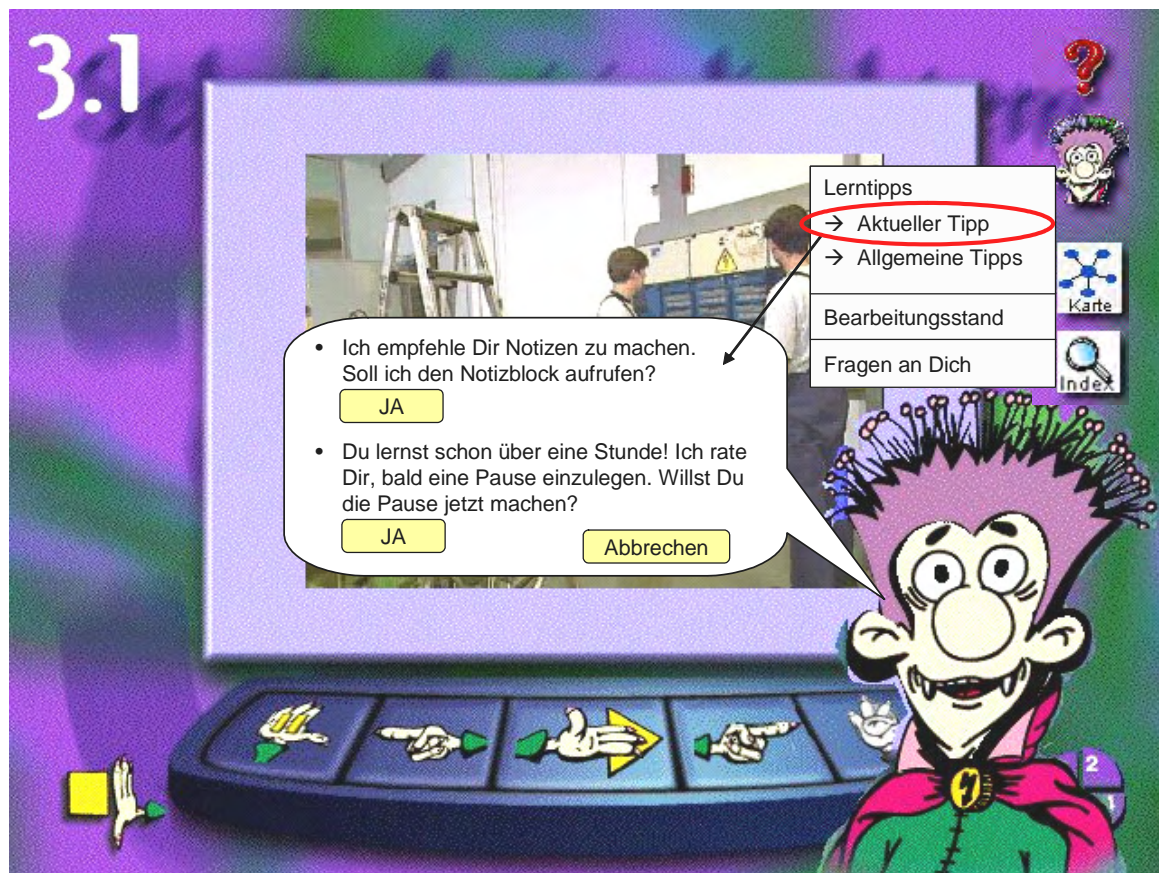 3.1
Lerntipps
→ Aktueller Tipp
→ Allgemeine Tipps
Bearbeitungsstand
Fragen an Dich
Karte
Index
• Ich empfehle Dir Notizen zu machen.
Soll ich den Notizblock aufrufen?
JA
• Du lernst schon über eine Stunde! Ich rate
Dir, bald eine Pause einzulegen. Willst Du
die Pause jetzt machen?
JA
Abbrechen
2